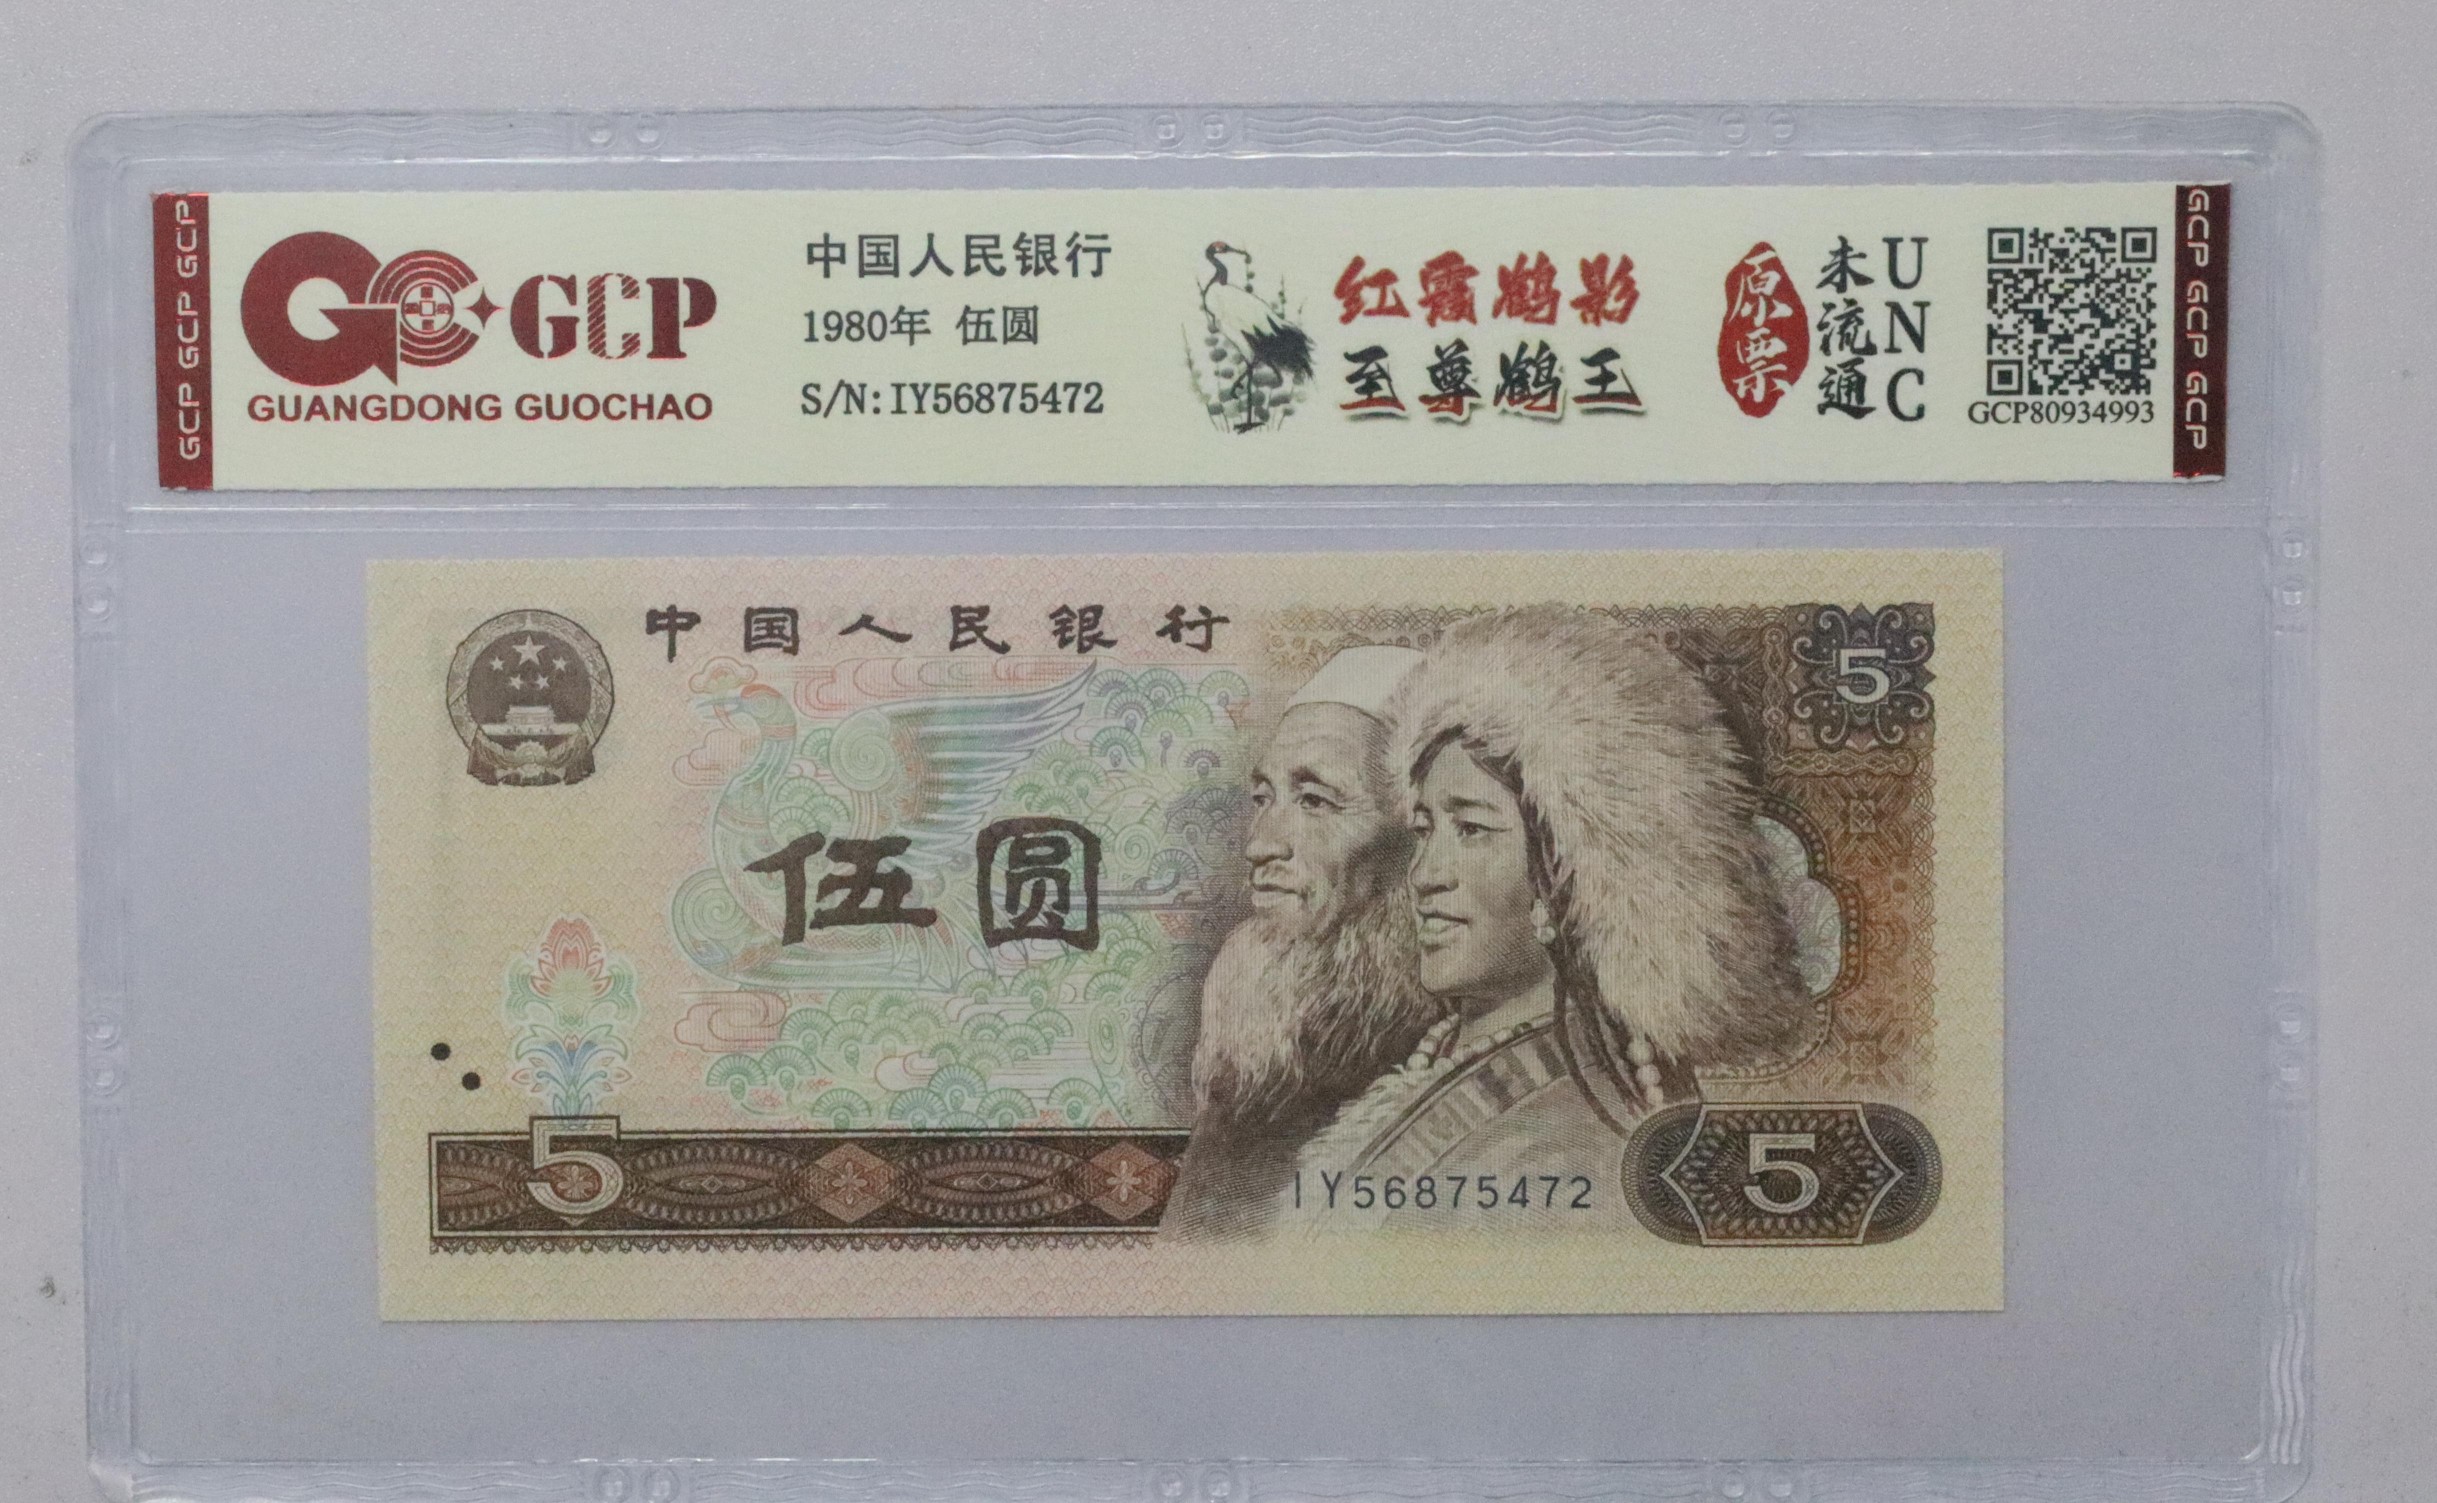 GCP GCP GCP
GCP
GUANGDONG GUOCHAO
中国人民银行
1980年 伍圆
S/N: IY56875472
红霞鹤影
至尊鹤王
原票
未流通
UNC
GCP80934993
GCP GCP GCP
中国人民银行
5
伍圆
5
IY56875472
5